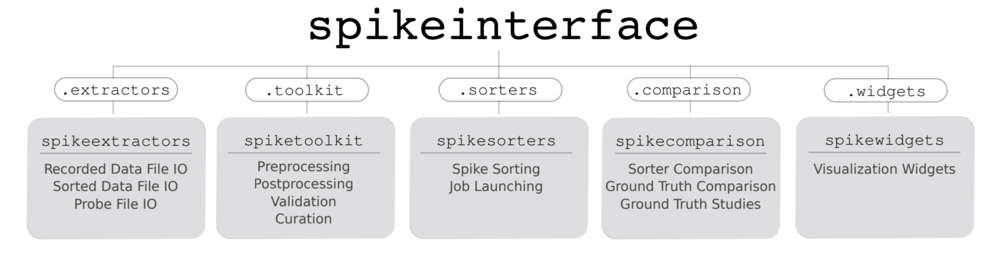 spikeinterface
.extractors
.toolkit
.sorters
.comparison
.widgets
spikeextractors
Recorded Data File IO
Sorted Data File IO
Probe File IO
spiketoolkit
Preprocessing
Postprocessing
Validation
Curation
spikesorters
Spike Sorting
Job Launching
spikecomparison
Sorter Comparison
Ground Truth Comparison
Ground Truth Studies
spikewidgets
Visualization Widgets